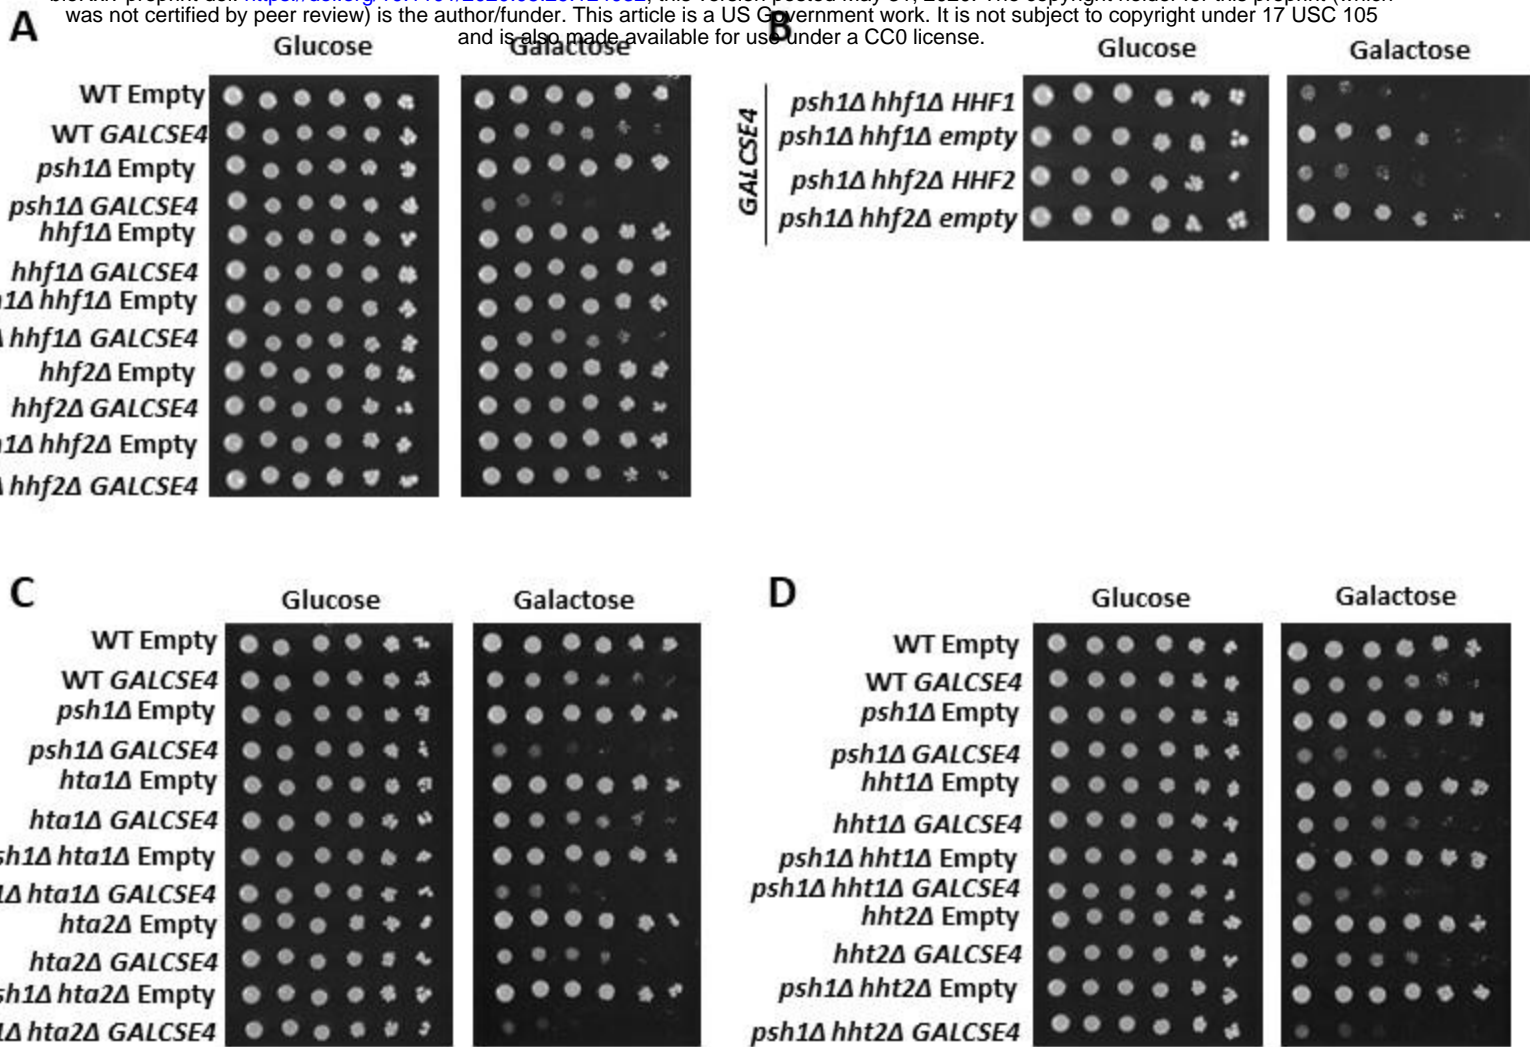 was not certified by peer review) is the author/funder. This article is a US Government work. It is not subject to copyright under 17 USC 105
and is also made available for use under a CC0 license.
A
Glucose
Galactose
WT Empty
WT GALCSE4
psh1Δ Empty
psh1Δ GALCSE4
hhf1Δ Empty
hhf1Δ GALCSE4
1Δ hhf1Δ Empty
hhf1Δ GALCSE4
hhf2Δ Empty
hhf2Δ GALCSE4
1Δ hhf2Δ Empty
hhf2Δ GALCSE4
B
Glucose
Galactose
GALCSE4
psh1Δ hhf1Δ HHF1
psh1Δ hhf1Δ empty
psh1Δ hhf2Δ HHF2
psh1Δ hhf2Δ empty
C
Glucose
Galactose
WT Empty
WT GALCSE4
psh1Δ Empty
psh1Δ GALCSE4
hta1Δ Empty
hta1Δ GALCSE4
sh1Δ hta1Δ Empty
1Δ hta1Δ GALCSE4
hta2Δ Empty
hta2Δ GALCSE4
sh1Δ hta2Δ Empty
1Δ hta2Δ GALCSE4
D
Glucose
Galactose
WT Empty
WT GALCSE4
psh1Δ Empty
psh1Δ GALCSE4
hht1Δ Empty
hht1Δ GALCSE4
psh1Δ hht1Δ Empty
psh1Δ hht1Δ GALCSE4
hht2Δ Empty
hht2Δ GALCSE4
psh1Δ hht2Δ Empty
psh1Δ hht2Δ GALCSE4